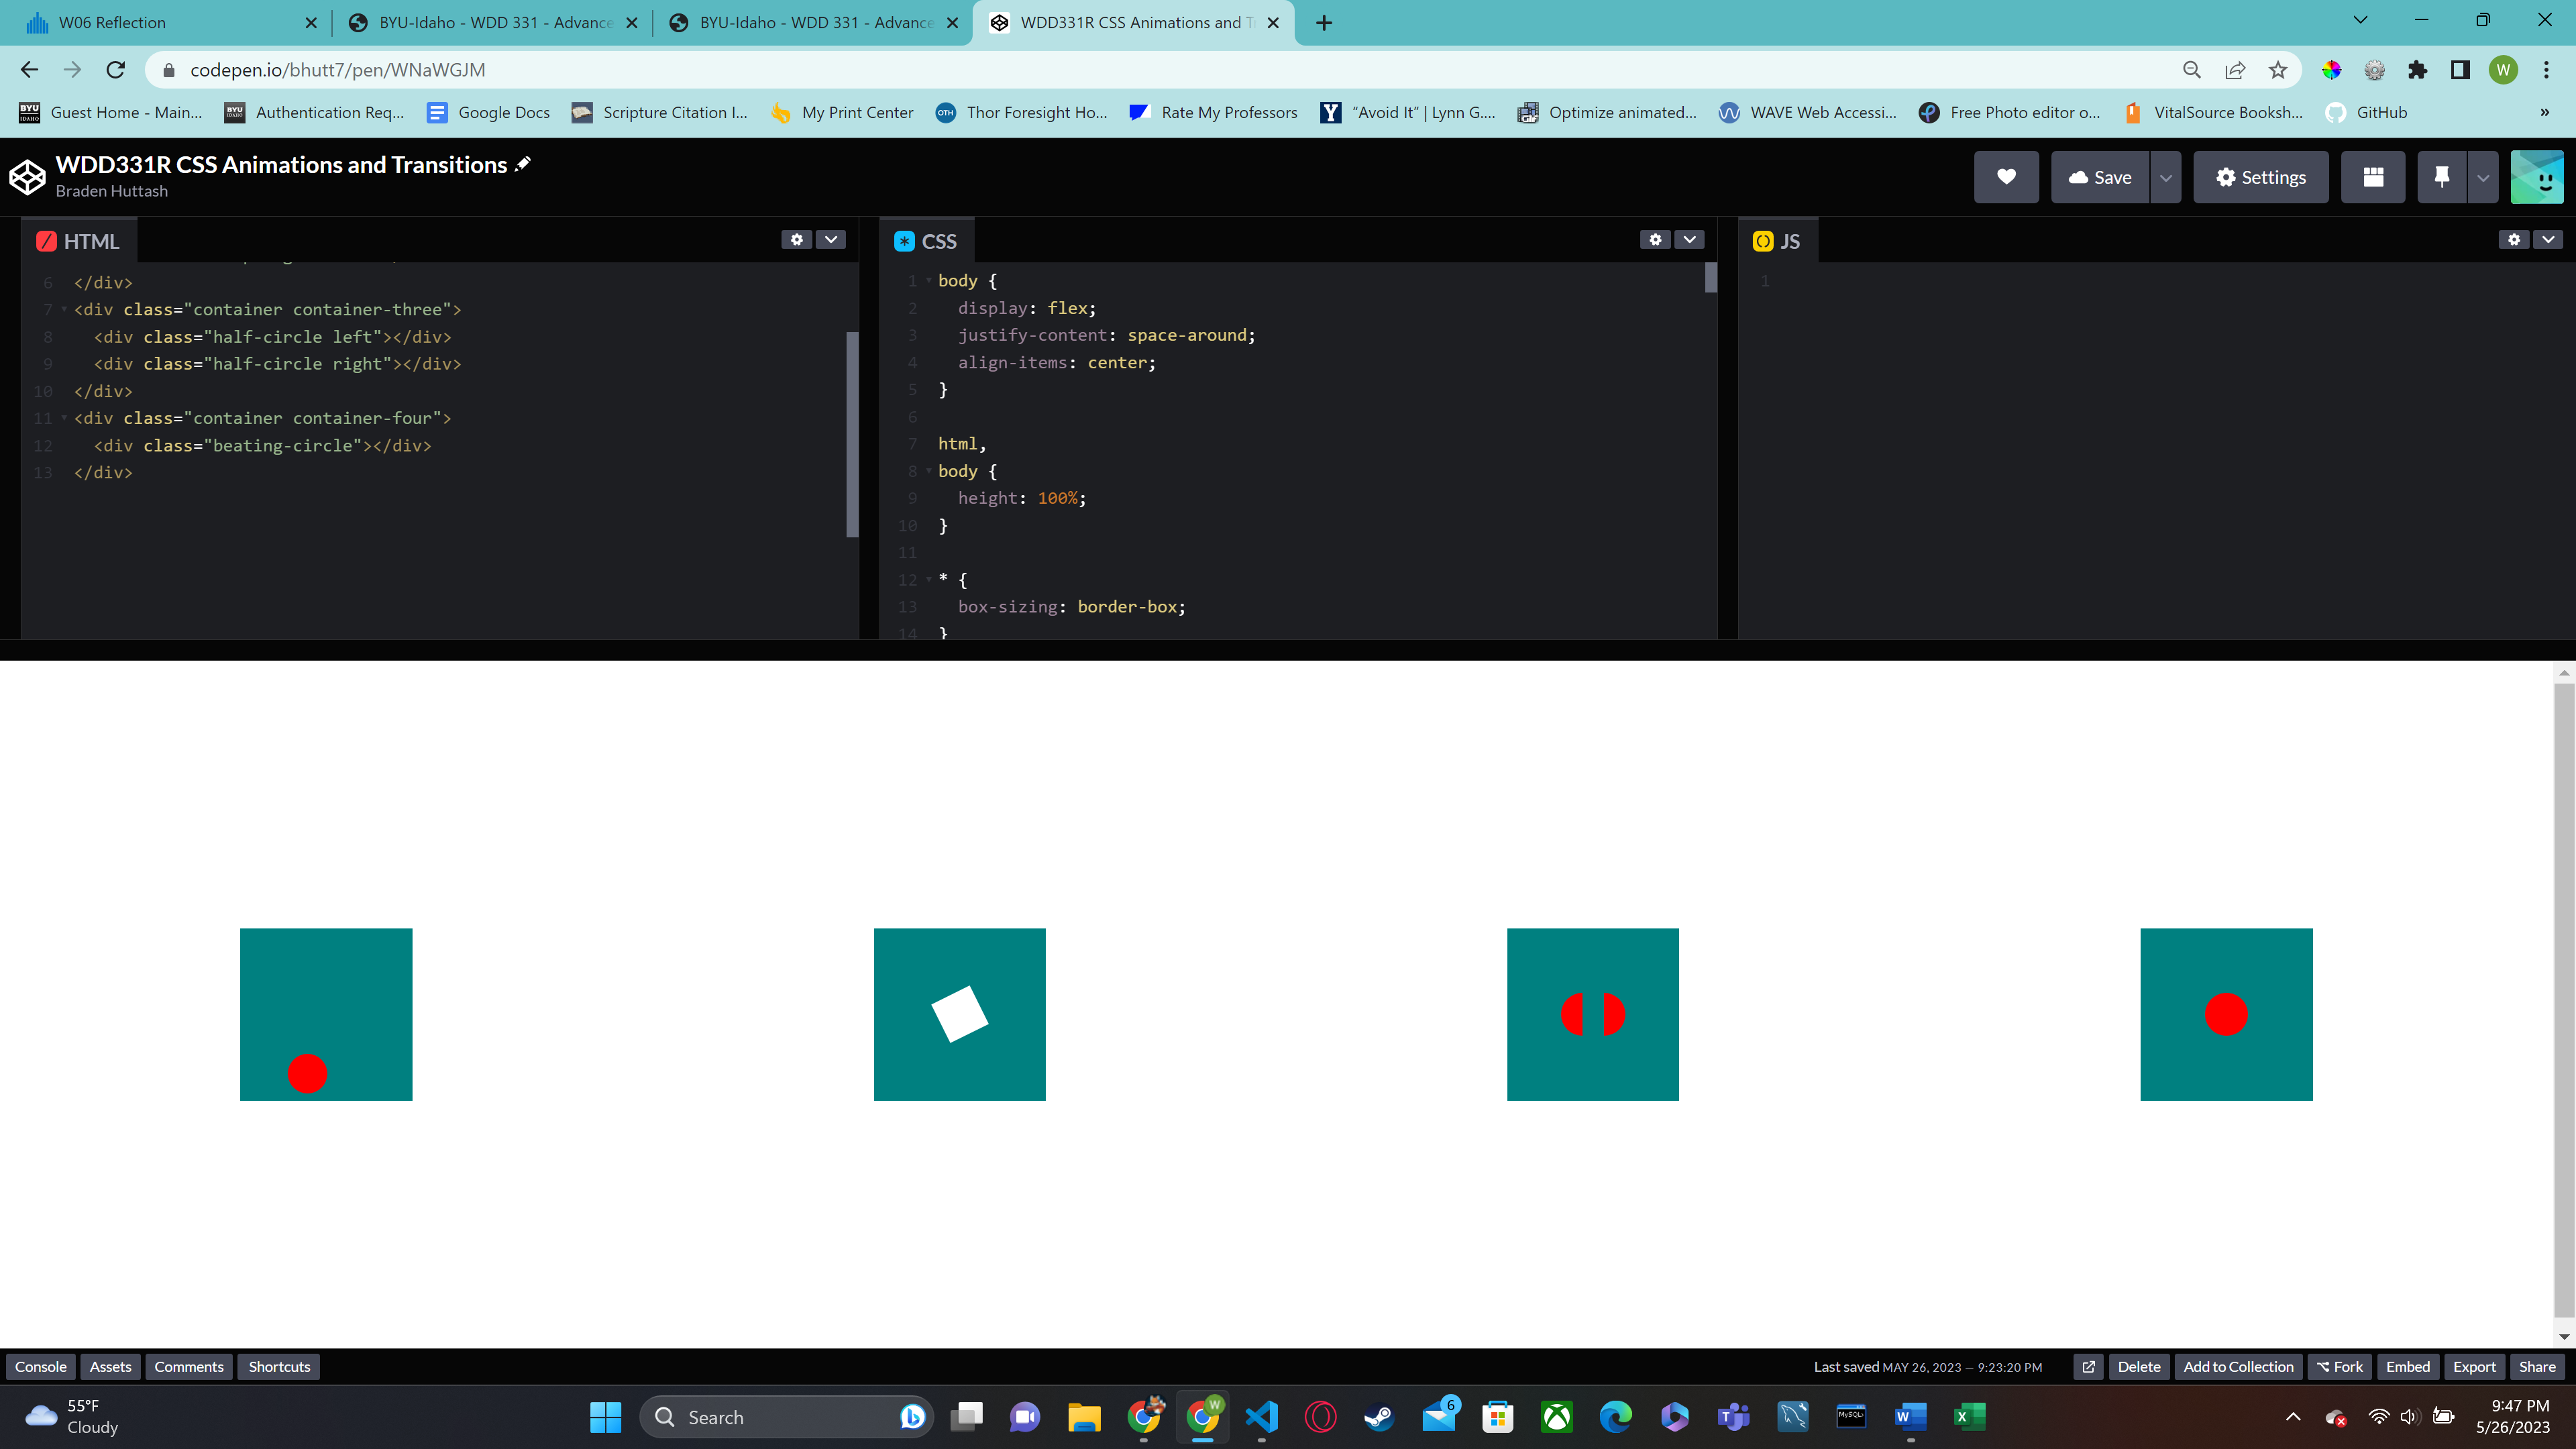 W06 Reflection
BYU-Idaho - WDD 331 - Advance
BYU-Idaho - WDD 331 - Advance
WDD331R CSS Animations and T
codepen.io/bhutt7/pen/WNaWGJM
W
Guest Home - Main...
Authentication Req...
Google Docs
Scripture Citation I...
My Print Center
OTH
Thor Foresight Ho...
Rate My Professors
Y
“Avoid It” | Lynn G....
Optimize animated...
WAVE Web Accessi...
Free Photo editor o...
VitalSource Booksh...
GitHub
»
WDD331R CSS Animations and Transitions
Braden Huttash
Save
Settings
HTML
6 </div>
7 <div class="container container-three">
8 <div class="half-circle left"></div>
9 <div class="half-circle right"></div>
10 </div>
11 <div class="container container-four">
12 <div class="beating-circle"></div>
13 </div>
CSS
1 body {
2 display: flex;
3 justify-content: space-around;
4 align-items: center;
5 }
6
7 html,
8 body {
9 height: 100%;
10 }
11
12 * {
13 box-sizing: border-box;
14 }
JS
1
Console
Assets
Comments
Shortcuts
Last saved MAY 26, 2023 — 9:23:20 PM
Delete
Add to Collection
Fork
Embed
Export
Share
55°F
Cloudy
Search
W
6
MySQL
9:47 PM
5/26/2023